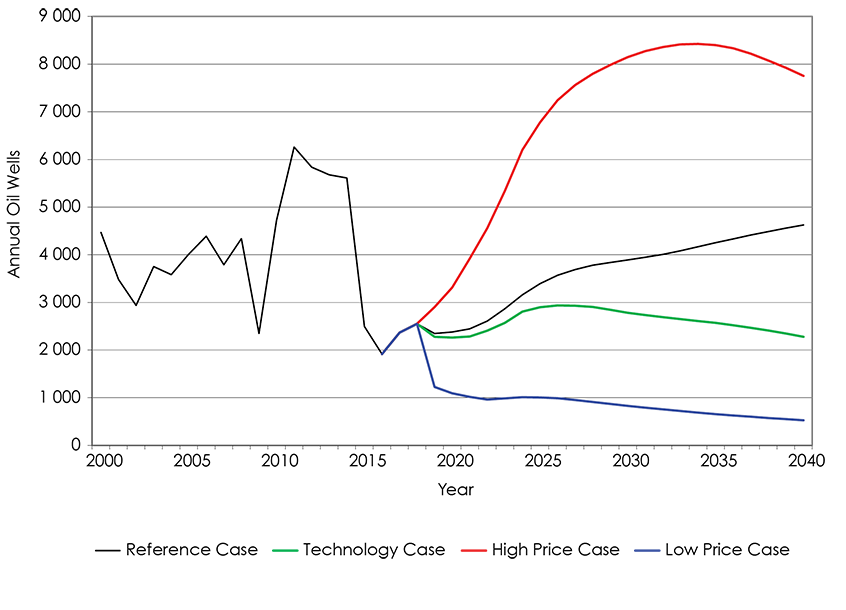 9 000
8 000
7 000
6 000
5 000
4 000
3 000
2 000
1 000
0
Annual Oil Wells
2000 2005 2010 2015 2020 2025 2030 2035 2040
Year
Reference Case Technology Case High Price Case Low Price Case